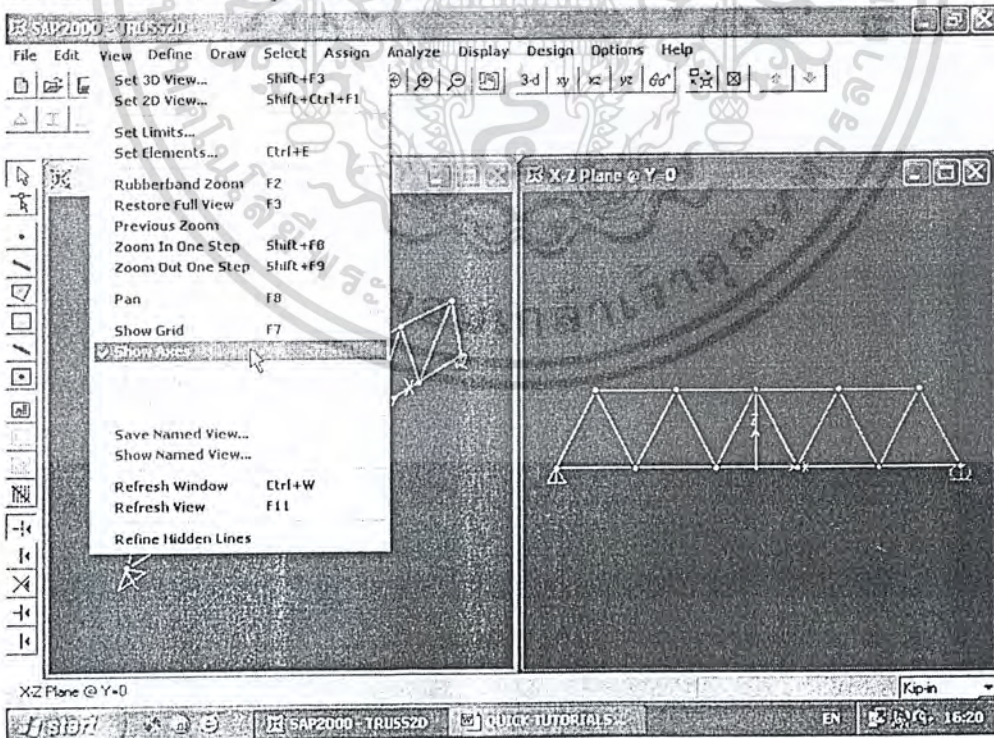 SAP2000 - TRUSS2D
File Edit View Define Draw Select Assign Analyze Display Design Options Help
Set 3D View... Shift+F3
Set 2D View... Shift+Ctrl+F1
3-d xy xz yz
Set Limits...
Set Elements... Ctrl+E
Rubberband Zoom F2
Restore Full View F3
Previous Zoom
Zoom In One Step Shift+F8
Zoom Out One Step Shift+F9
Pan F8
Show Grid F7
Show Axes
Save Named View...
Show Named View...
Refresh Window Ctrl+W
Refresh View F11
Refine Hidden Lines
X-Z Plane @ Y=0
Z
X
X-Z Plane @ Y=0
Kip-in
start
SAP2000 - TRUSS2D
QUICK TUTORIALS...
EN
16:20